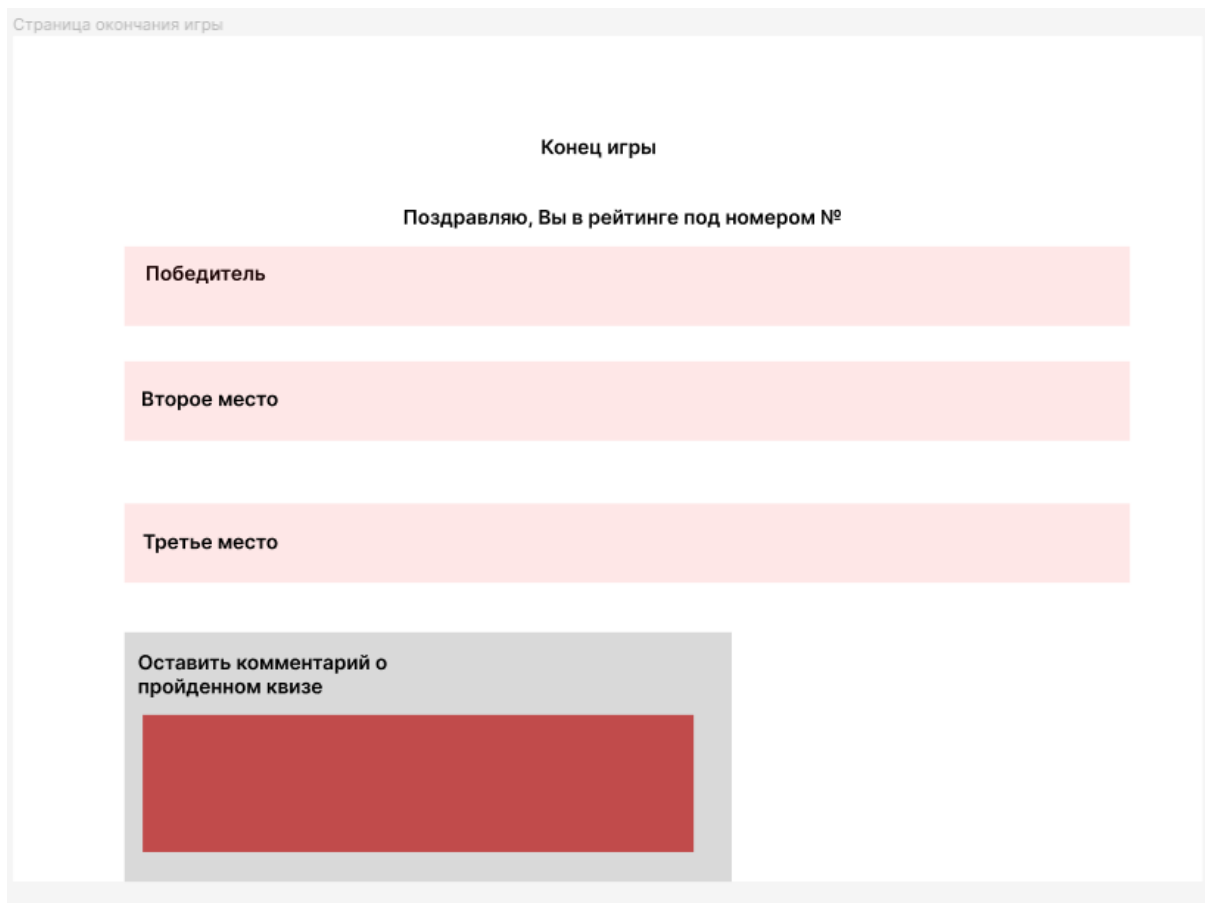 Страница окончания игры
Конец игры
Поздравляю, Вы в рейтинге под номером №
Победитель
Второе место
Третье место
Оставить комментарий о
пройденном квизе